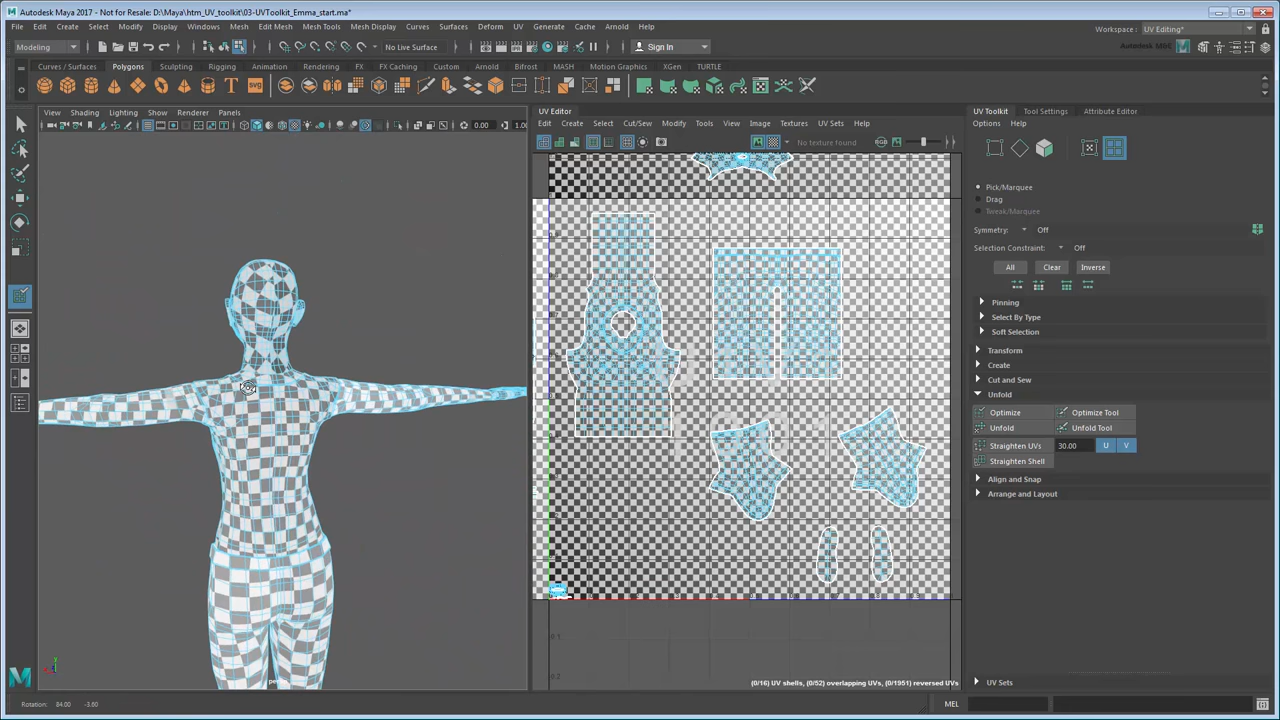 Autodesk Maya 2017 - Not for Resale: D:\Maya\htm_UV_toolkit\03-UVToolkit_Emma_start.ma*
File Edit Create Select Modify Display Windows Mesh Edit Mesh Mesh Tools Mesh Display Curves Surfaces Deform UV Generate Cache Arnold Help
Workspace: UV Editing*
Modeling No Live Surface Sign In
Curves / Surfaces Polygons Sculpting Rigging Animation Rendering FX FX Caching Custom Arnold Bifrost MASH Motion Graphics XGen TURTLE
SVG
View Shading Lighting Show Renderer Panels
0.00 1.00
UV Editor
Edit Create Select Cut/Sew Modify Tools View Image Textures UV Sets Help
No texture found
RGB
UV Toolkit Tool Settings Attribute Editor
Options Help
Pick/Marquee
Drag
Tweak/Marquee
Symmetry: Off
Selection Constraint: Off
All Clear Inverse
Pinning
Select By Type
Soft Selection
Transform
Create
Cut and Sew
Unfold
Optimize Optimize Tool
Unfold Unfold Tool
Straighten UVs 30.00 U V
Straighten Shell
Align and Snap
Arrange and Layout
UV Sets
(0/16) UV shells, (0/52) overlapping UVs, (0/1951) reversed UVs
Rotation: 84.00 -3.60
MEL